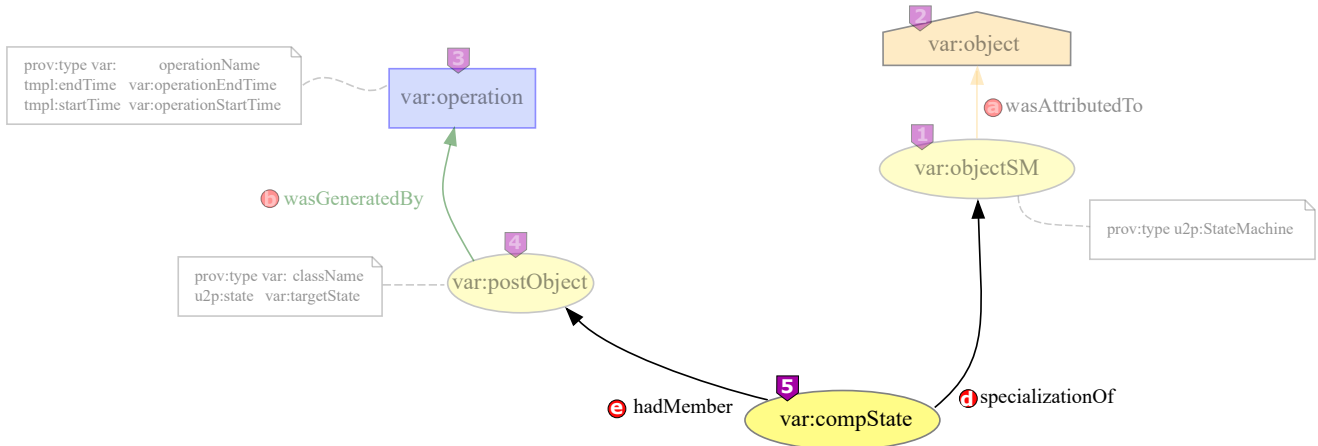 2
var:object
prov:type var: operationName
tmpl:endTime var:operationEndTime
tmpl:startTime var:operationStartTime
3
var:operation
a wasAttributedTo
1
var:objectSM
b wasGeneratedBy
prov:type u2p:StateMachine
4
var:postObject
prov:type var: className
u2p:state var:targetState
5
var:compState
e hadMember
d specializationOf